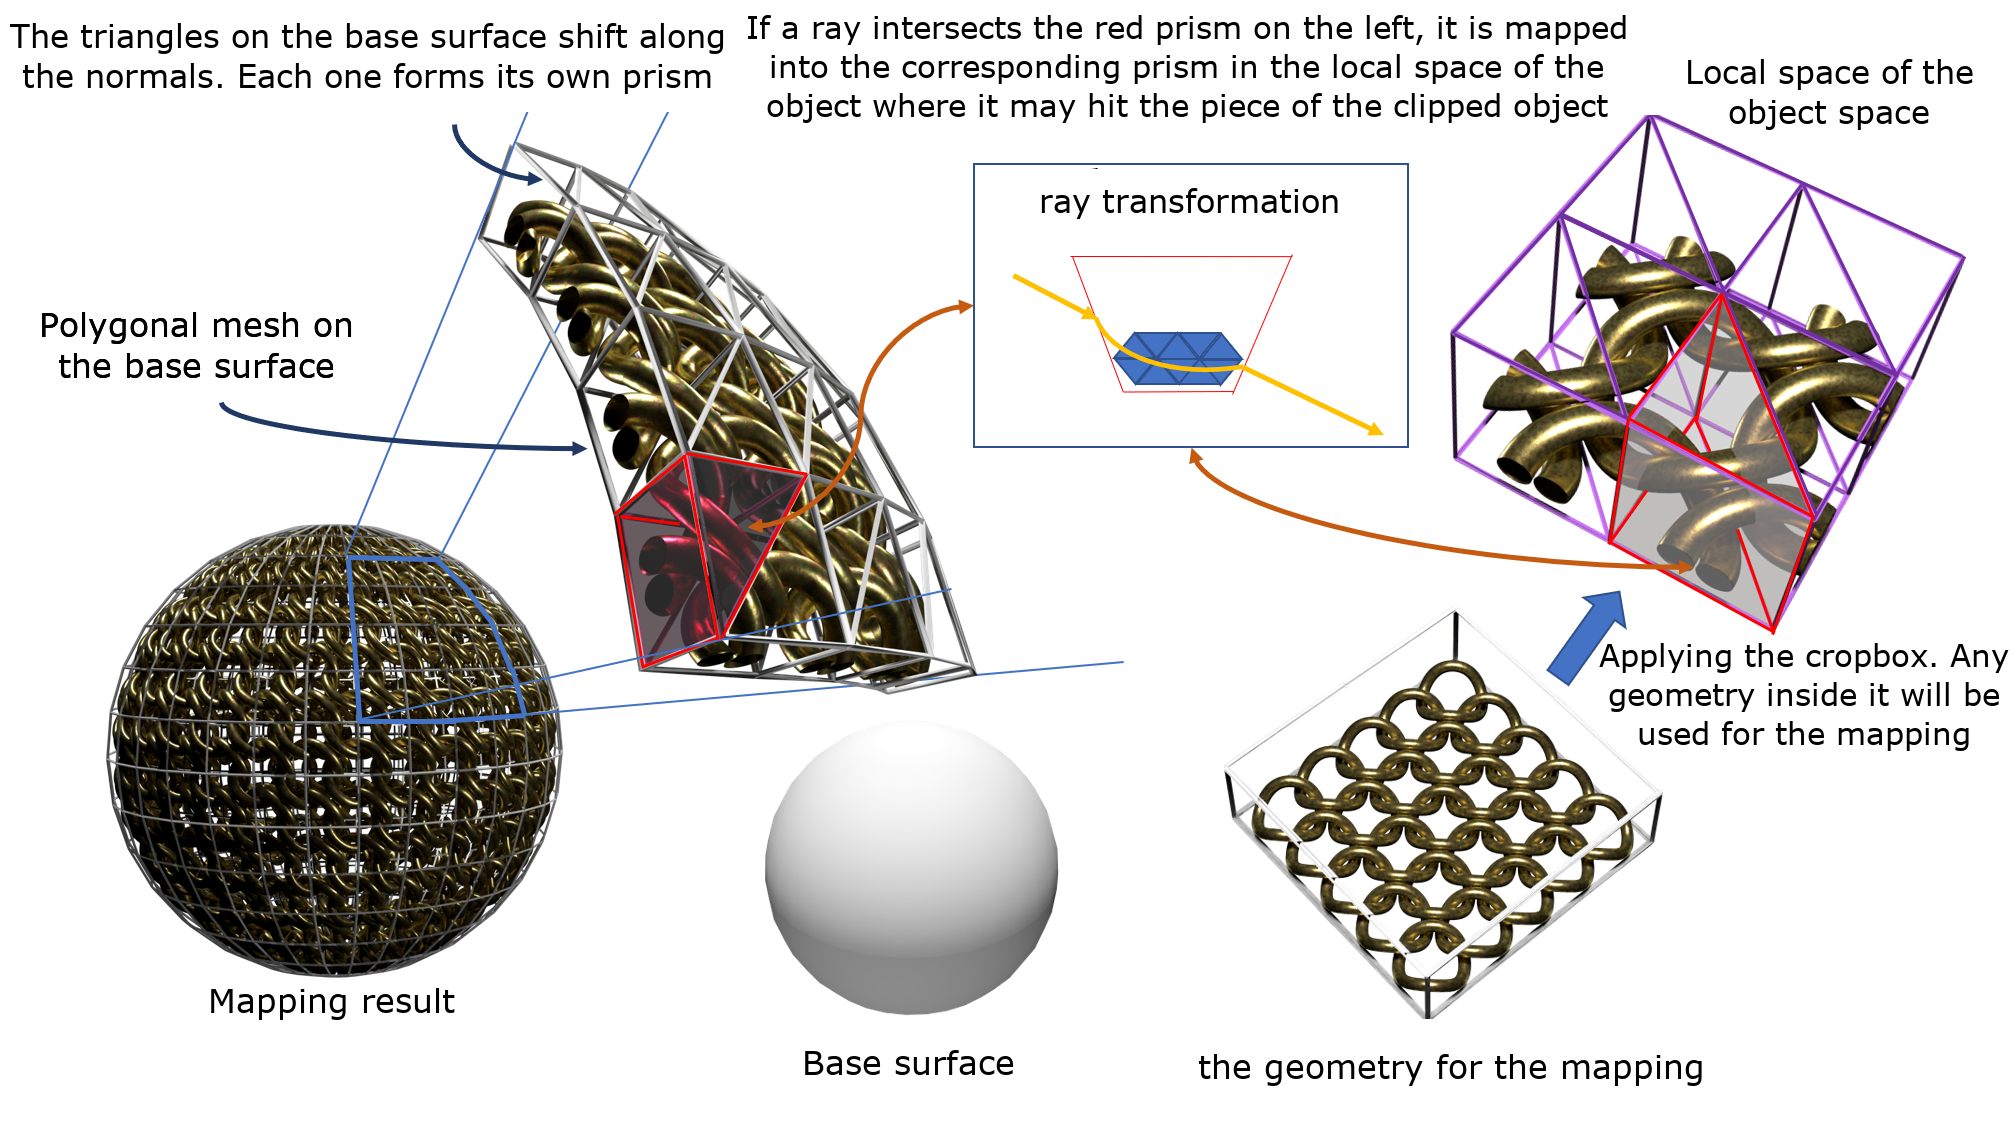 The triangles on the base surface shift along
the normals. Each one forms its own prism
If a ray intersects the red prism on the left, it is mapped
into the corresponding prism in the local space of the
object where it may hit the piece of the clipped object
Local space of the
object space
ray transformation
Polygonal mesh on
the base surface
Applying the cropbox. Any
geometry inside it will be
used for the mapping
Mapping result
Base surface
the geometry for the mapping